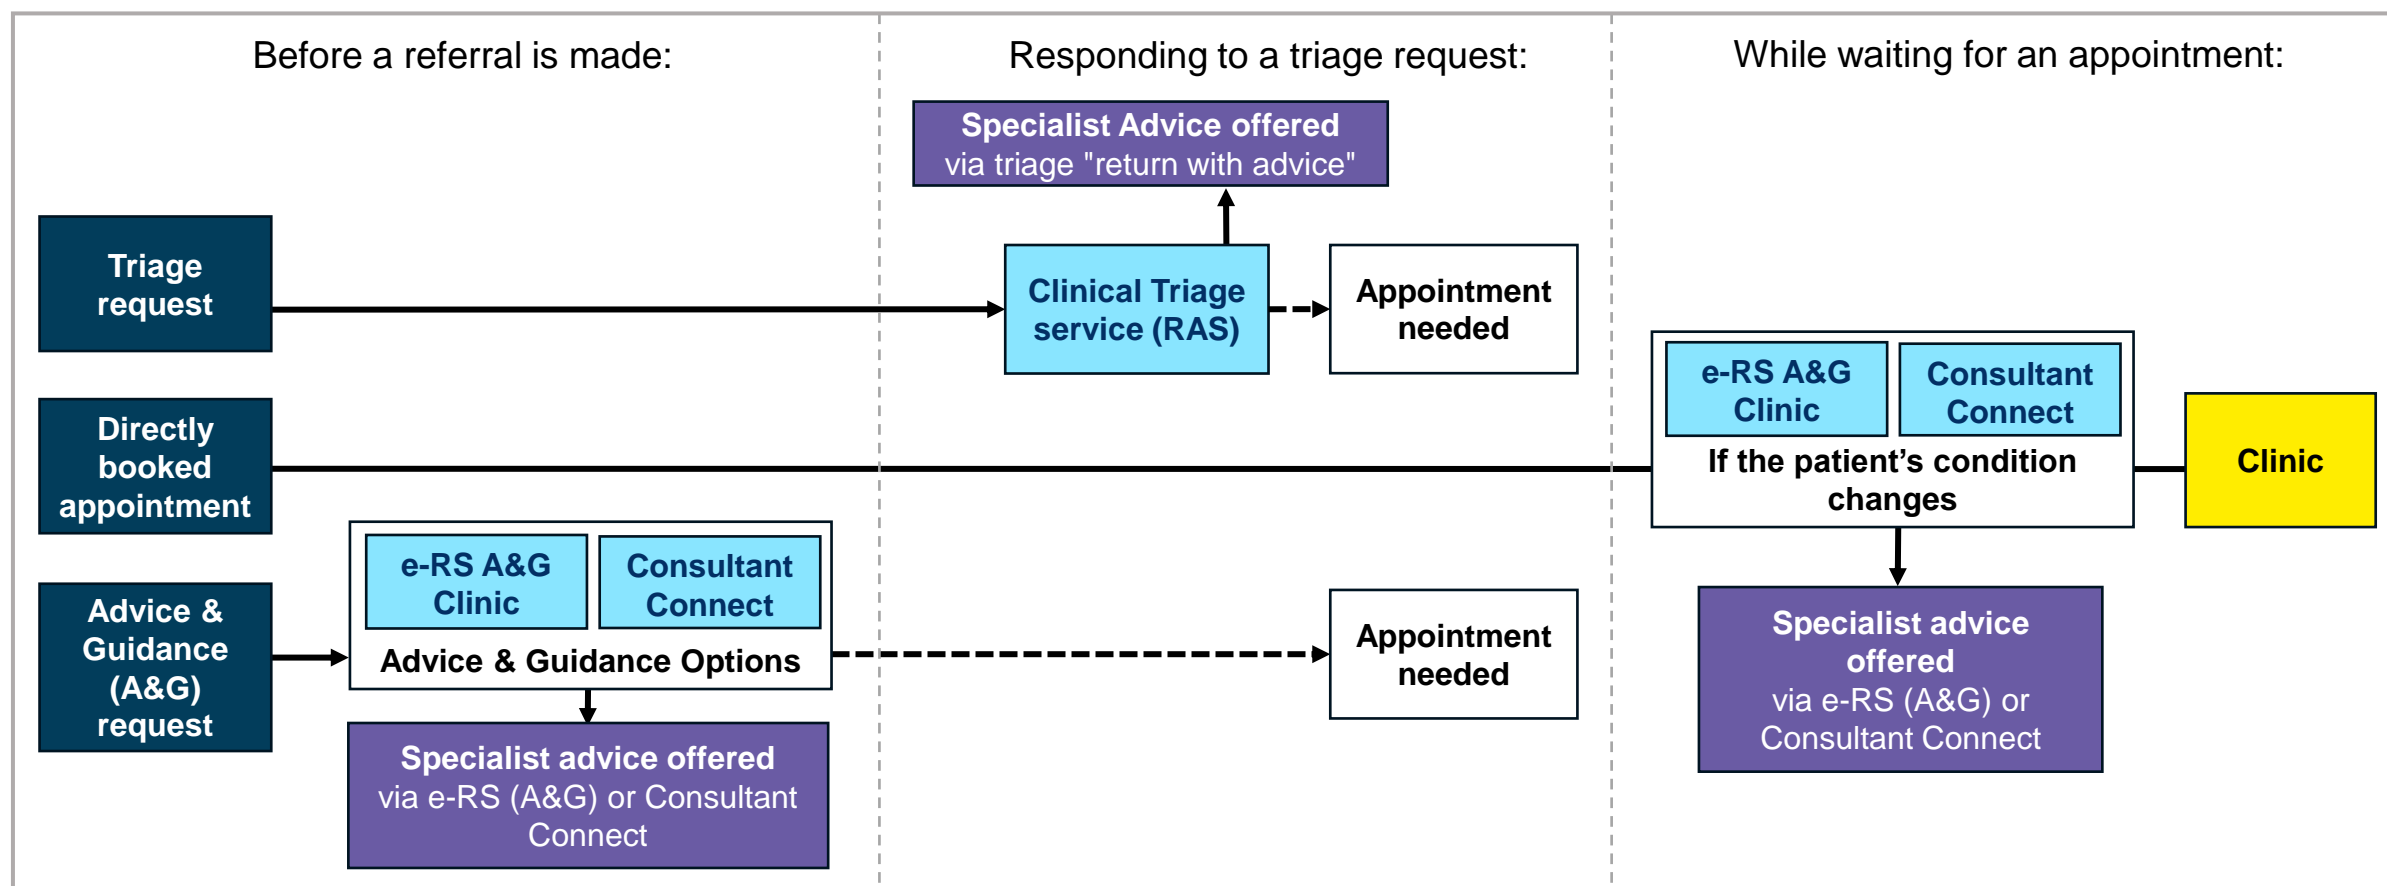 Before a referral is made:
Responding to a triage request:
While waiting for an appointment:
Specialist Advice offered
via triage "return with advice"
Triage
request
Clinical Triage
service (RAS)
Appointment
needed
e-RS A&G
Clinic
Consultant
Connect
If the patient’s condition
changes
Clinic
Directly
booked
appointment
e-RS A&G
Clinic
Consultant
Connect
Advice & Guidance Options
Advice &
Guidance
(A&G)
request
Appointment
needed
Specialist advice
offered
via e-RS (A&G) or
Consultant Connect
Specialist advice offered
via e-RS (A&G) or Consultant
Connect